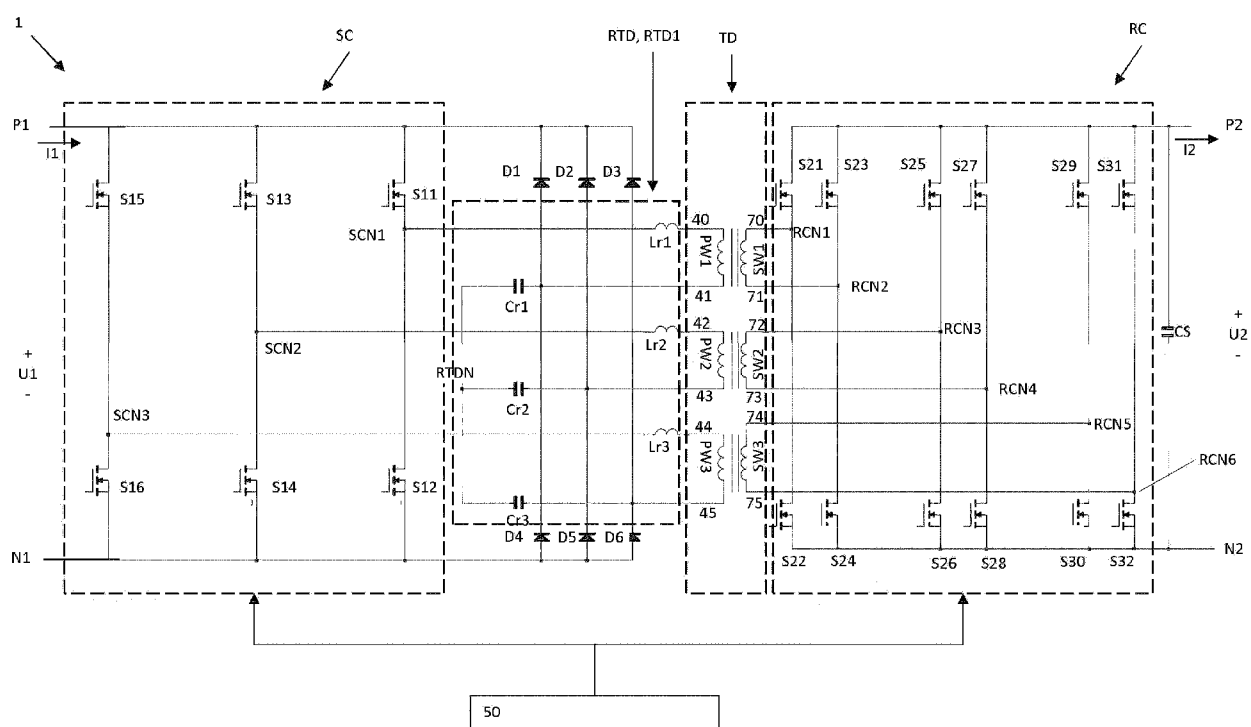 1
SC
RTD, RTD1
TD
RC
P1
P2
I1
I2
D1
D2
D3
S21
S23
S25
S27
S29
S31
S15
S13
S11
SCN1
Lr1
40
70
PW1
SW1
RCN1
Cr1
41
71
RCN2
42
72
Lr2
PW2
SW2
RCN3
SCN2
RTDN
+
U1
-
+
U2
-
CS
Cr2
43
73
RCN4
SCN3
44
74
RCN5
Lr3
PW3
SW3
RCN6
S16
S14
S12
Cr3
45
75
D4
D5
D6
N1
N2
S22
S24
S26
S28
S30
S32
50